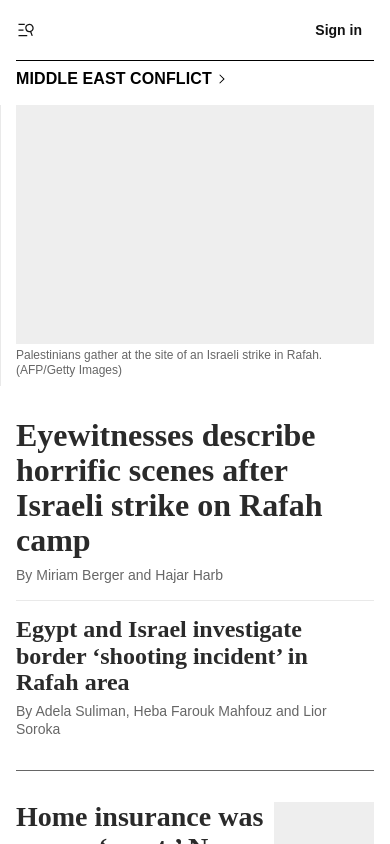 Sign in
MIDDLE EAST CONFLICT
Palestinians gather at the site of an Israeli strike in Rafah.
(AFP/Getty Images)
Eyewitnesses describe
horrific scenes after
Israeli strike on Rafah
camp
By Miriam Berger and Hajar Harb
Egypt and Israel investigate
border ‘shooting incident’ in
Rafah area
By Adela Suliman, Heba Farouk Mahfouz and Lior
Soroka
Home insurance was